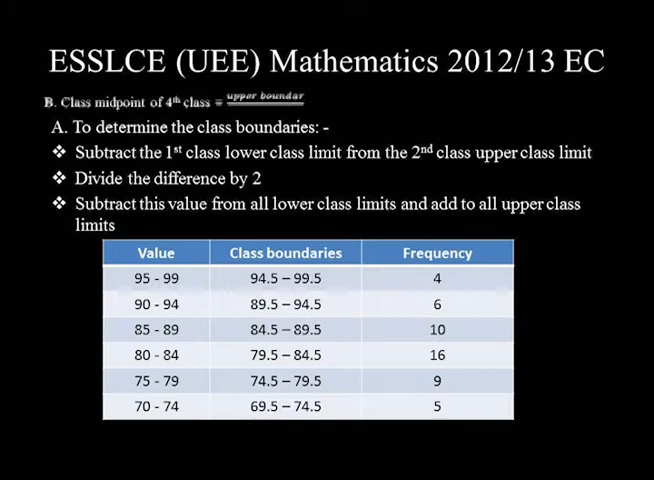 ESSLCE (UEE) Mathematics 2012/13 EC
B. Class midpoint of 4th class = upper boundar
A. To determine the class boundaries: -
❖ Subtract the 1st class lower class limit from the 2nd class upper class limit
❖ Divide the difference by 2
❖ Subtract this value from all lower class limits and add to all upper class
limits
Value Class boundaries Frequency
95 - 99 94.5 – 99.5 4
90 - 94 89.5 – 94.5 6
85 - 89 84.5 – 89.5 10
80 - 84 79.5 – 84.5 16
75 - 79 74.5 – 79.5 9
70 - 74 69.5 – 74.5 5